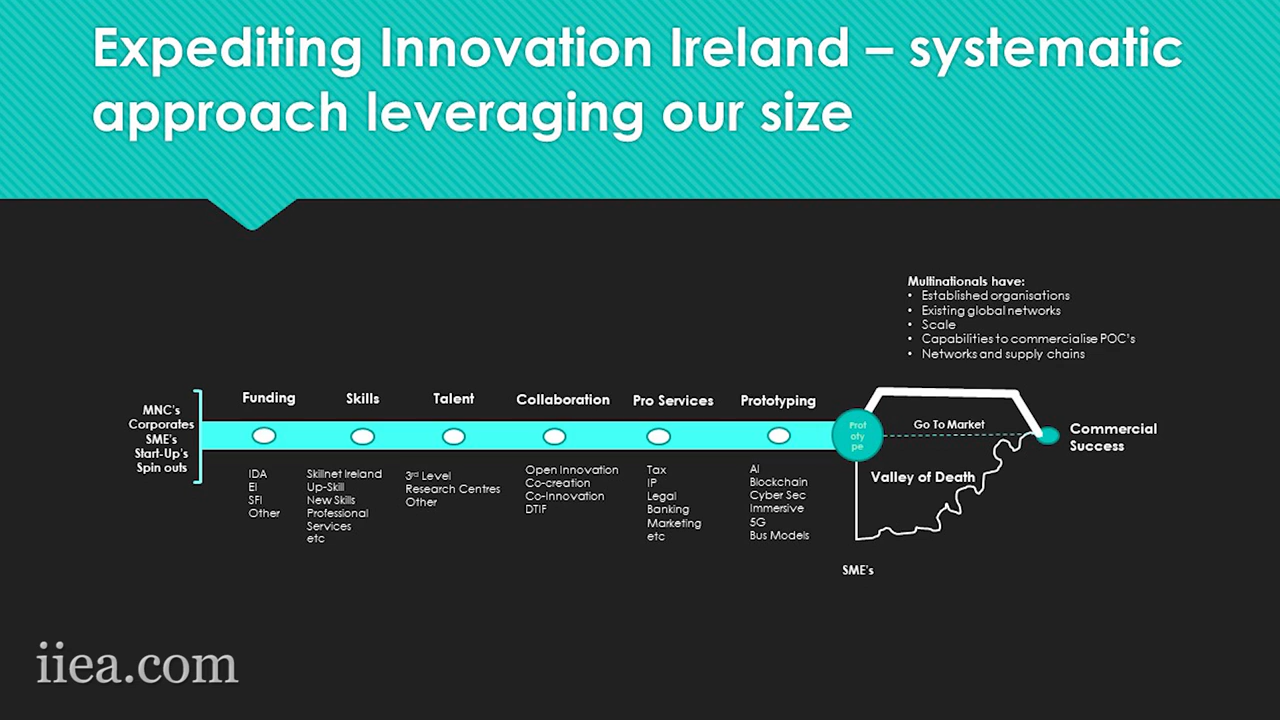 Expediting Innovation Ireland – systematic
approach leveraging our size
Multinationals have:
• Established organisations
• Existing global networks
• Scale
• Capabilities to commercialise POC's
• Networks and supply chains
MNC's
Corporates
SME's
Start-Up's
Spin outs
Funding
Skills
Talent
Collaboration
Pro Services
Prototyping
Prot
oty
pe
Go To Market
Commercial
Success
Valley of Death
IDA
EI
SFI
Other
Skillnet Ireland
Up-Skill
New Skills
Professional
Services
etc
3rd Level
Research Centres
Other
Open Innovation
Co-creation
Co-Innovation
DTIF
Tax
IP
Legal
Banking
Marketing
etc
AI
Blockchain
Cyber Sec
Immersive
5G
Bus Models
SME's
iiea.com